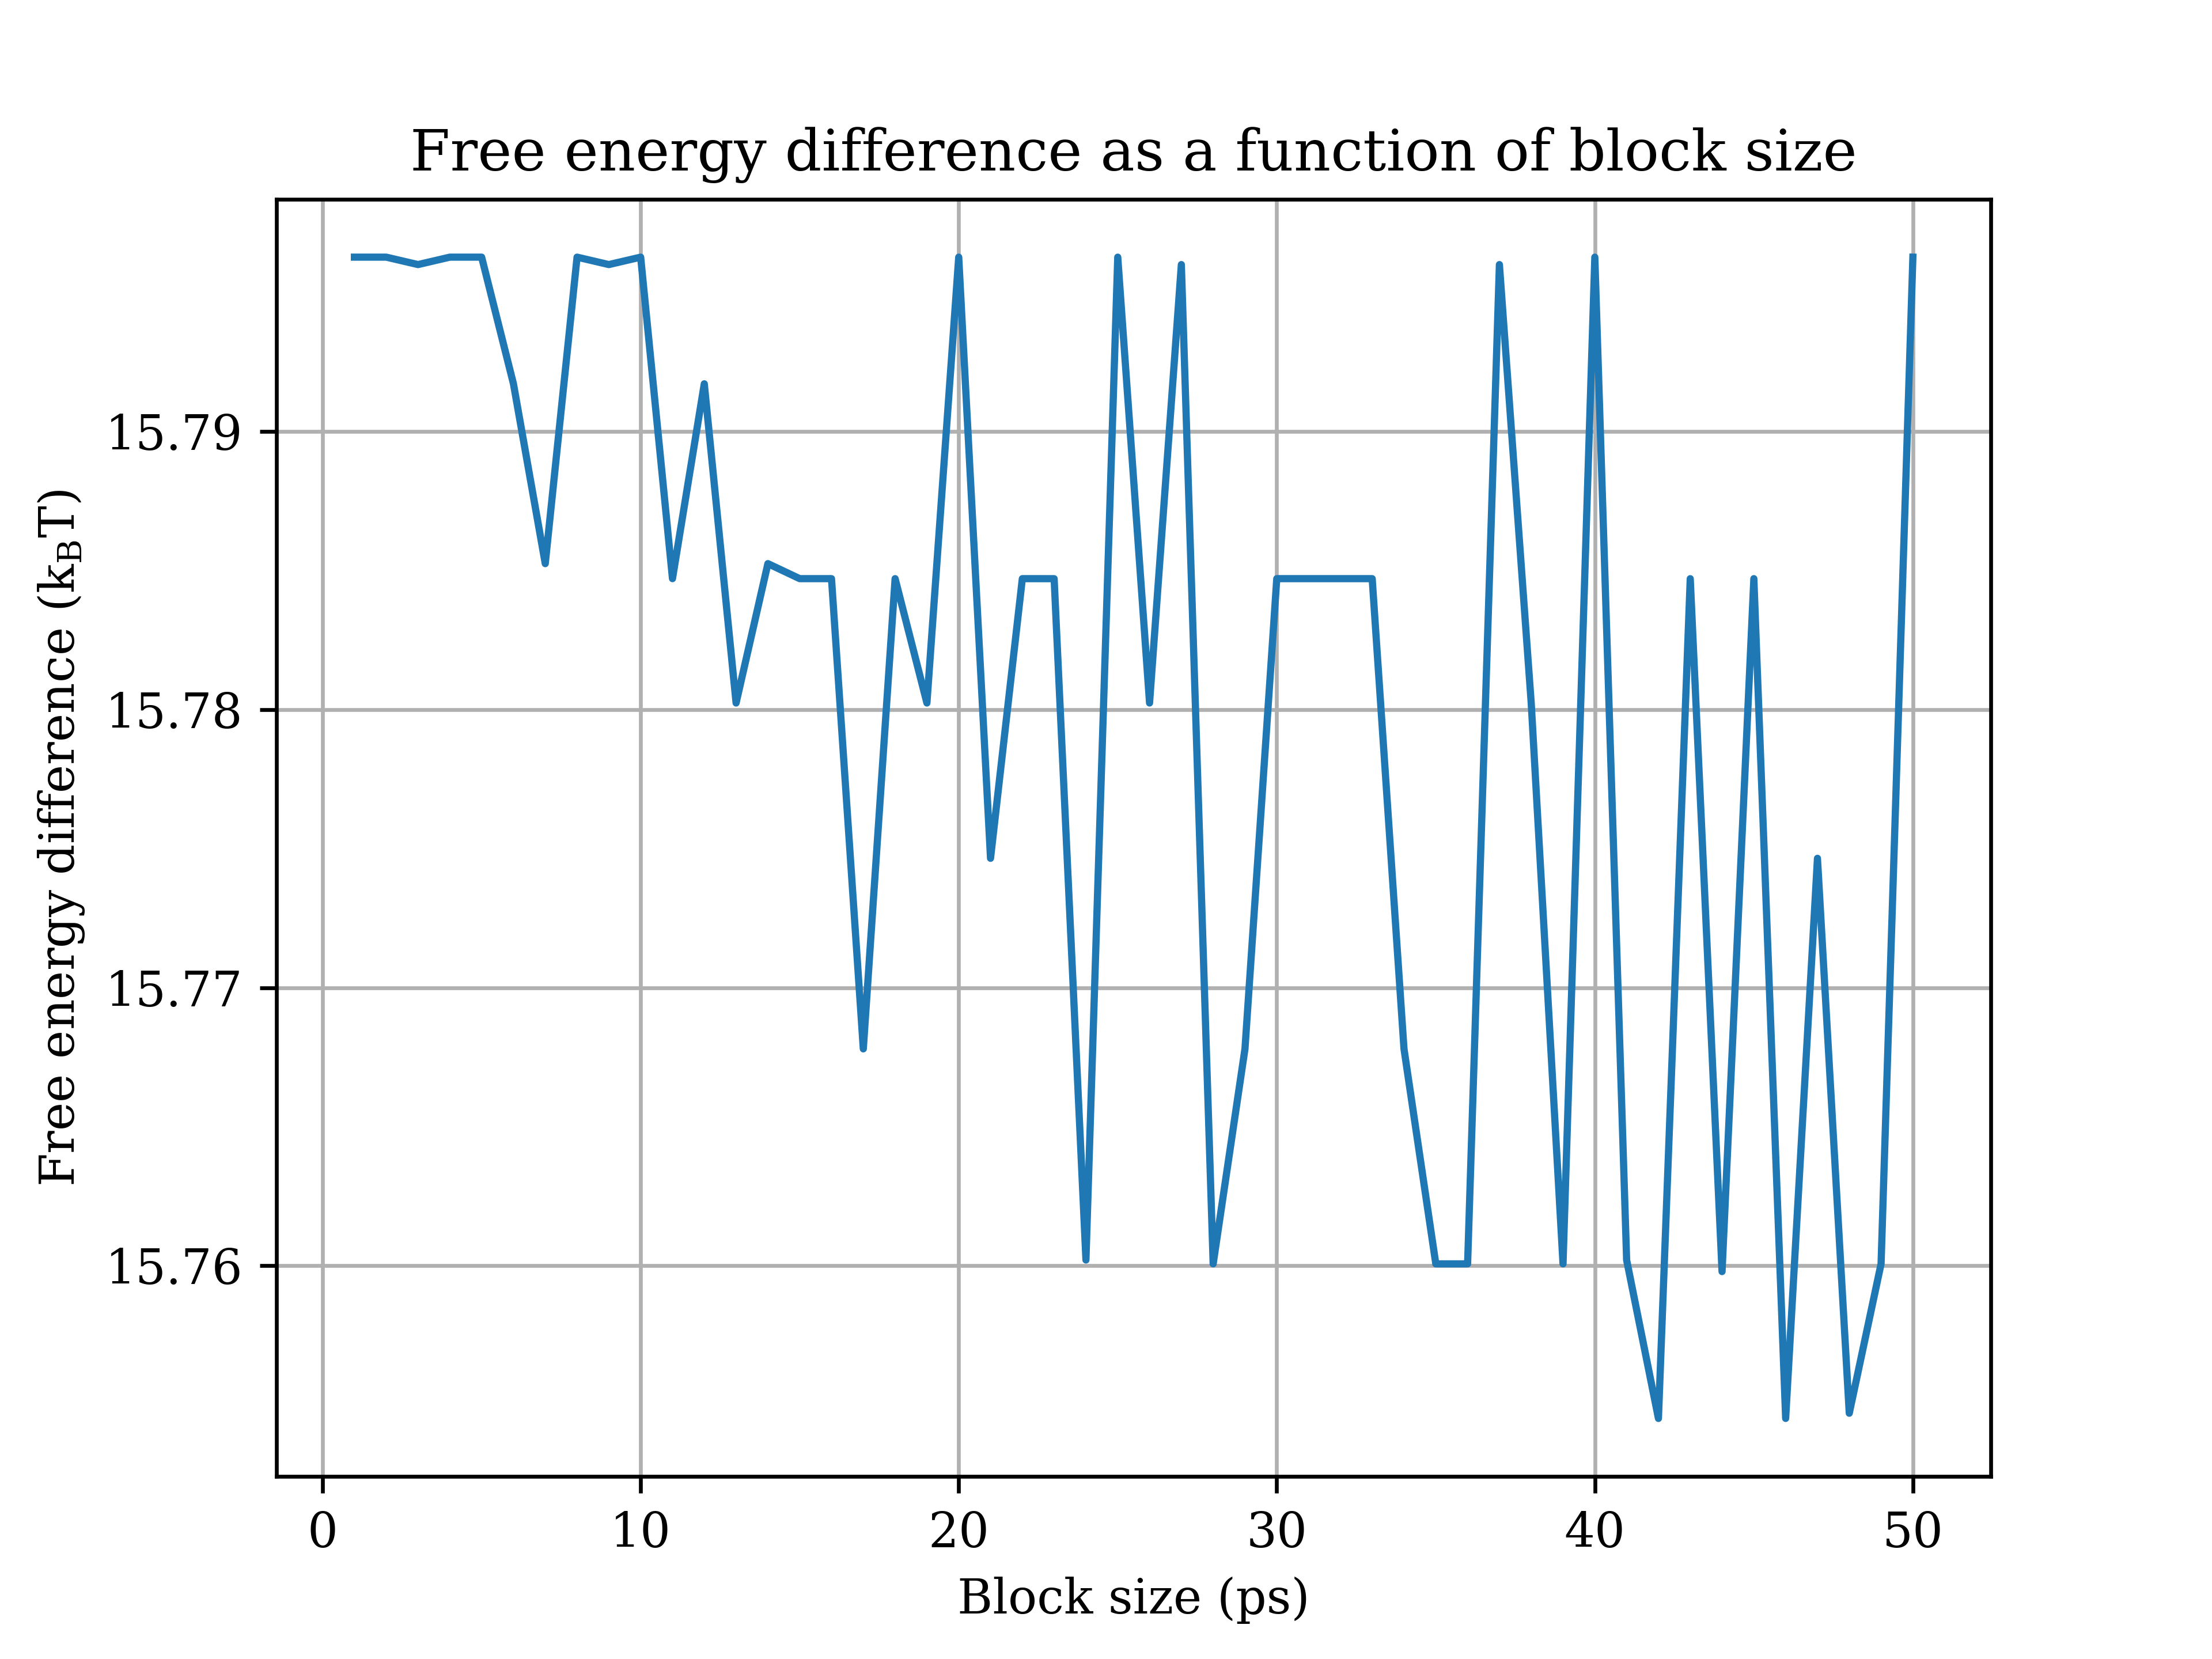 Free energy difference as a function of block size
Free energy difference (k_BT)
15.79
15.78
15.77
15.76
0 10 20 30 40 50
Block size (ps)